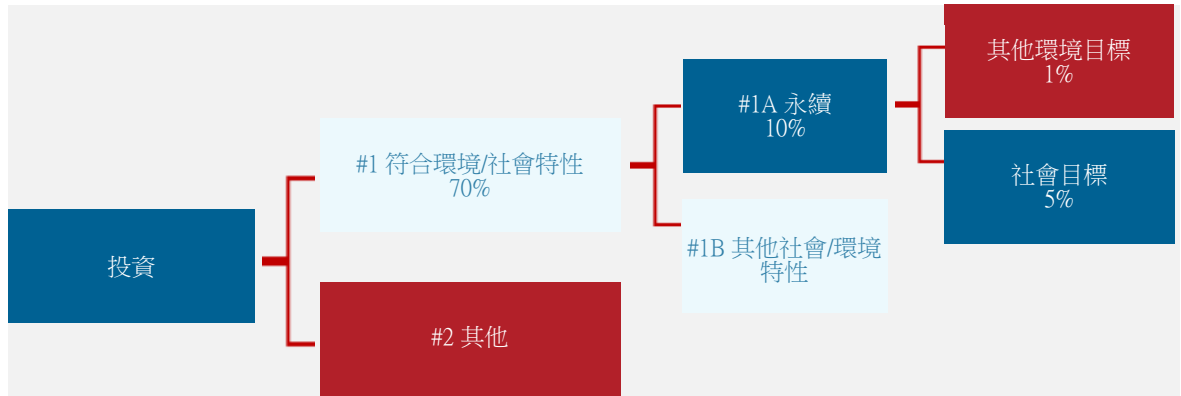 投資
#1 符合環境/社會特性
70%
#2 其他
#1A 永續
10%
#1B 其他社會/環境
特性
其他環境目標
1%
社會目標
5%